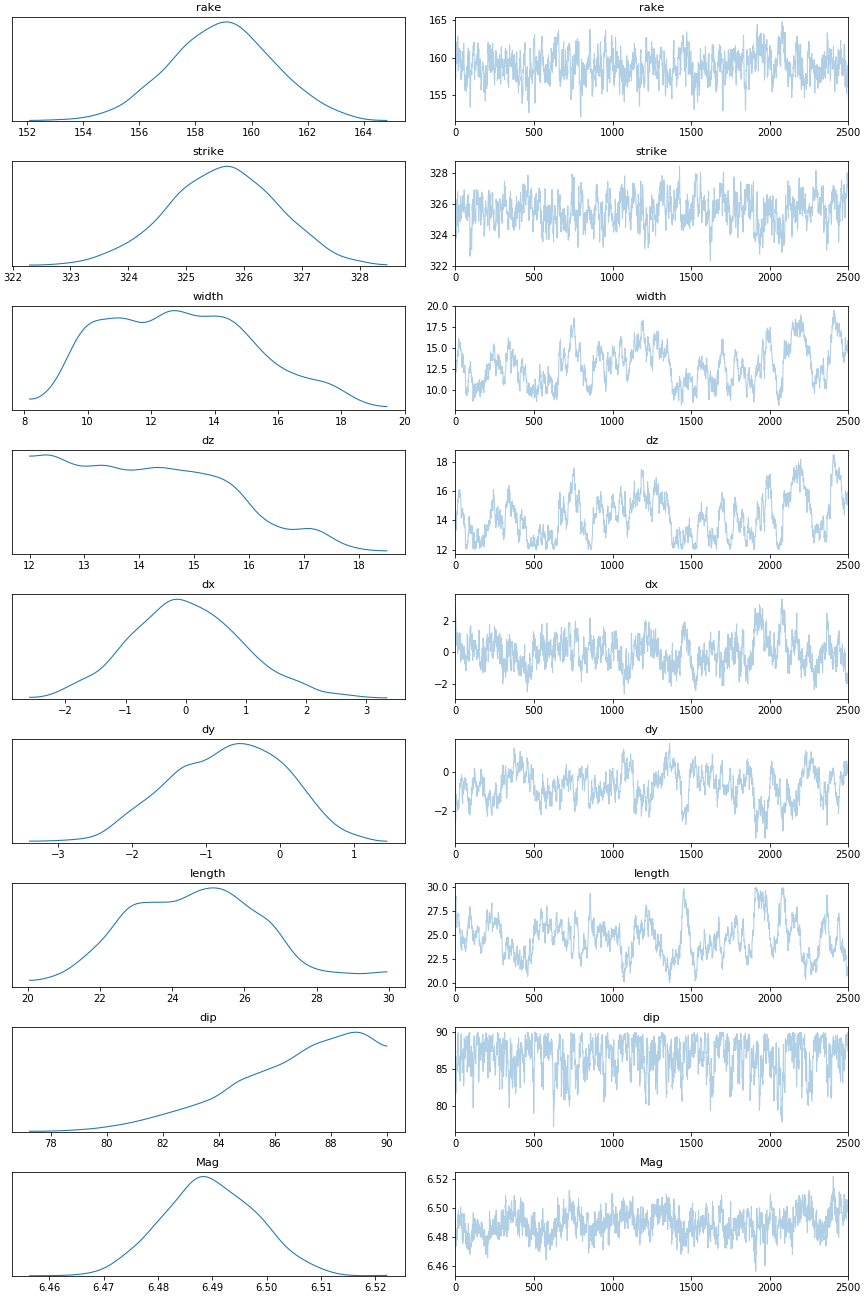 rake rake
165
160
155
152 154 156 158 160 162 164 0 500 1000 1500 2000 2500
strike strike
328
326
324
322
322 323 324 325 326 327 328 0 500 1000 1500 2000 2500
width width
20.0
17.5
15.0
12.5
10.0
8 10 12 14 16 18 20 0 500 1000 1500 2000 2500
dz dz
18
16
14
12
12 13 14 15 16 17 18 0 500 1000 1500 2000 2500
dx dx
2
0
−2
−2 −1 0 1 2 3 0 500 1000 1500 2000 2500
dy dy
0
−2
−3 −2 −1 0 1 0 500 1000 1500 2000 2500
length length
30.0
27.5
25.0
22.5
20.0
20 22 24 26 28 30 0 500 1000 1500 2000 2500
dip dip
90
85
80
78 80 82 84 86 88 90 0 500 1000 1500 2000 2500
Mag Mag
6.52
6.50
6.48
6.46
6.46 6.47 6.48 6.49 6.50 6.51 6.52 0 500 1000 1500 2000 2500